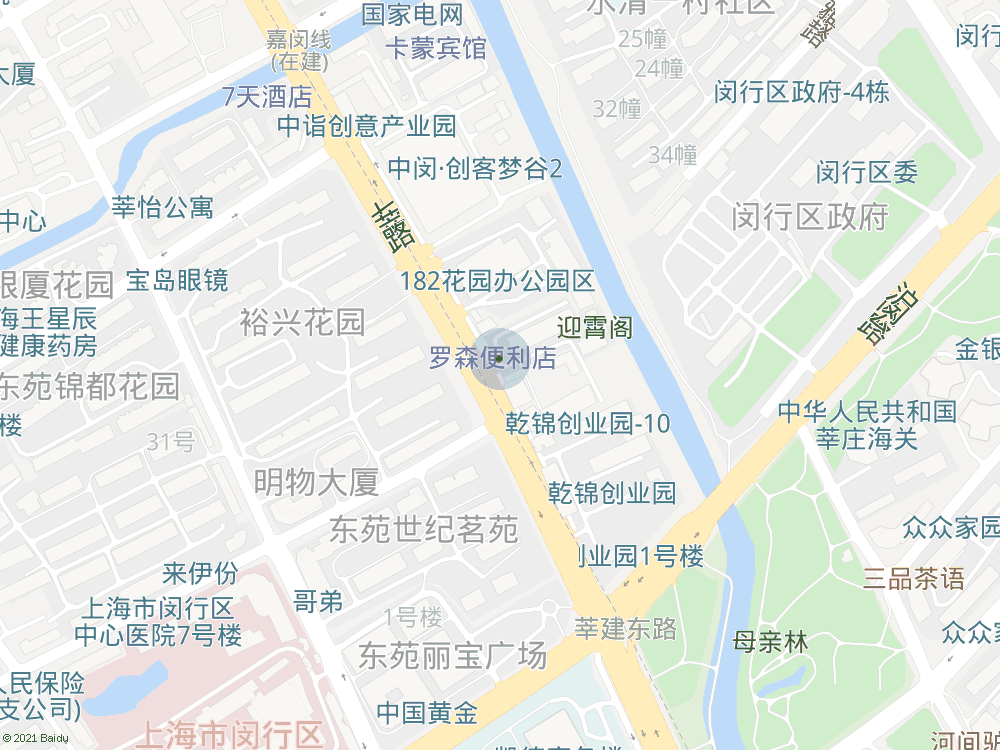 国家电网
水清一村社区
嘉闵线
(在建)
卡蒙宾馆
25幢
24幢
闵行
大厦
7天酒店
32幢
闵行区政府-4栋
中诣创意产业园
34幢
中闵·创客梦谷2
闵行区委
莘怡公寓
莘路
闵行区政府
中心
宝岛眼镜
182花园办公园区
银厦花园
沪闵路
海王星辰
健康药房
裕兴花园
迎霄阁
金银
罗森便利店
东苑锦都花园
中华人民共和国
莘庄海关
楼
乾锦创业园-10
31号
明物大厦
乾锦创业园
东苑世纪茗苑
众众家园
创业园1号楼
来伊份
三品茶语
上海市闵行区
中心医院7号楼
哥弟
1号楼
莘建东路
母亲林
众众家
东苑丽宝广场
人民保险
支公司)
中国黄金
上海市闵行区
河间驴
© 2021 Baidu